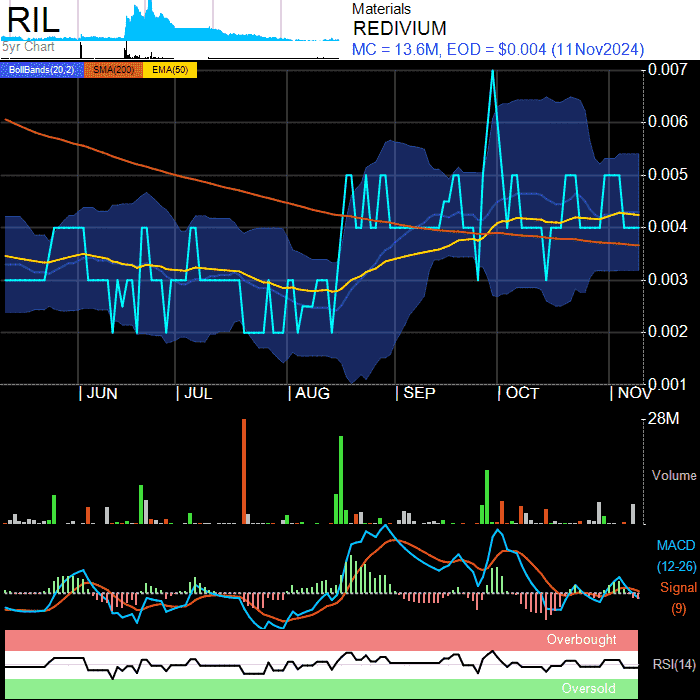 RIL
5yr Chart
Materials
REDIVIUM
MC = 13.6M, EOD = $0.004 (11Nov2024)
BollBands(20,2) SMA(200) EMA(50)
0.007
0.006
0.005
0.004
0.003
0.002
0.001
| JUN | JUL | AUG | SEP | OCT | NOV
28M
Volume
MACD
(12-26)
Signal
(9)
Overbought
RSI(14)
Oversold